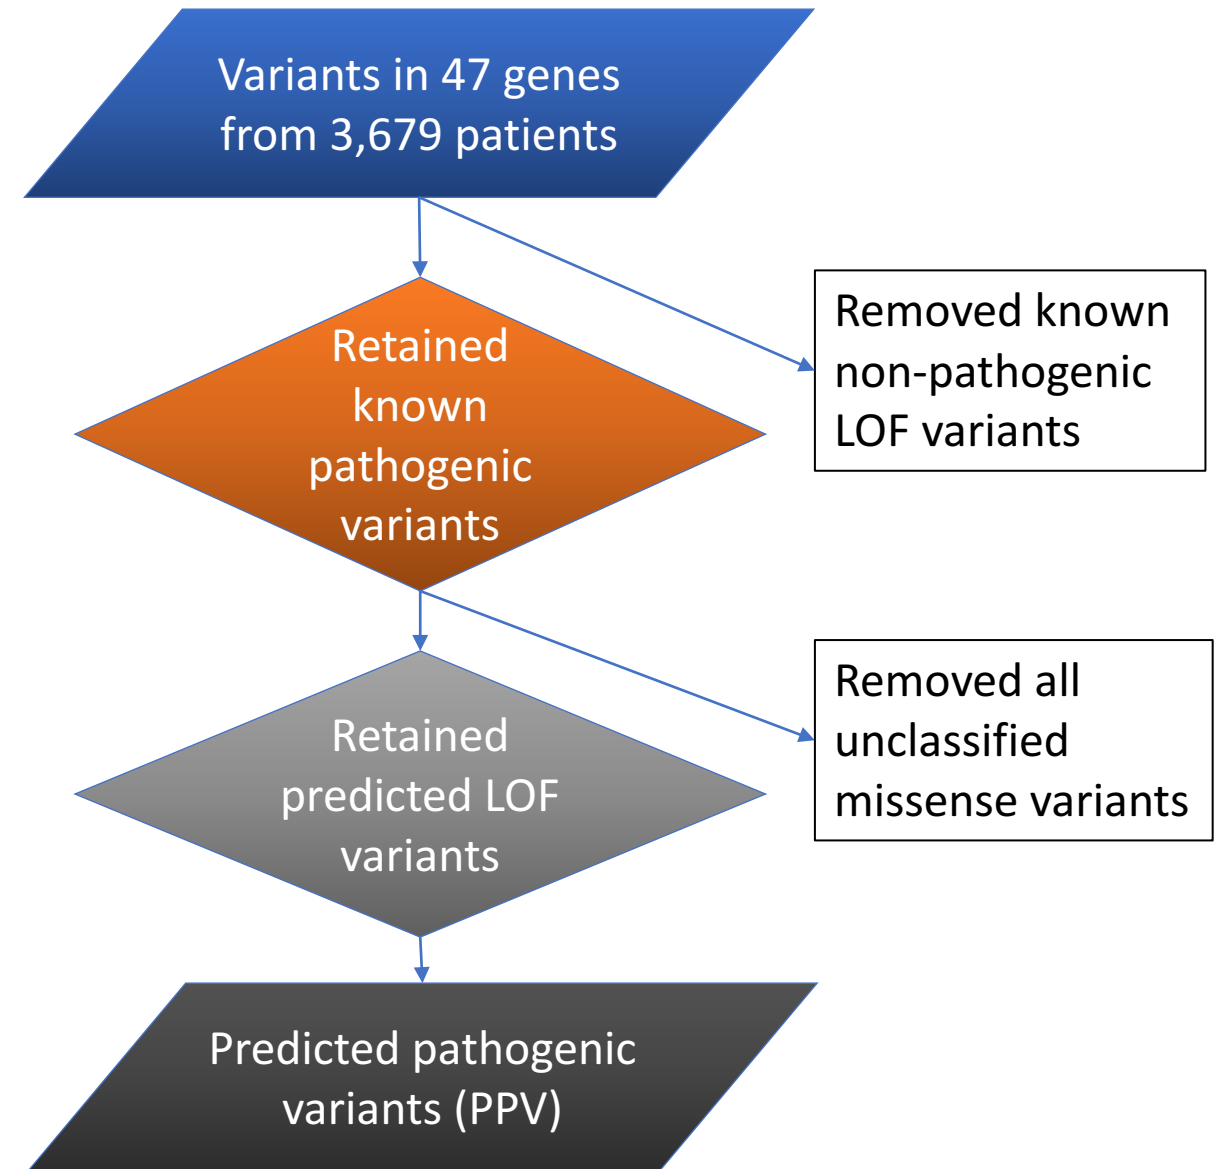 Variants in 47 genes
from 3,679 patients
Retained
known
pathogenic
variants
Removed known
non-pathogenic
LOF variants
Retained
predicted LOF
variants
Removed all
unclassified
missense variants
Predicted pathogenic
variants (PPV)